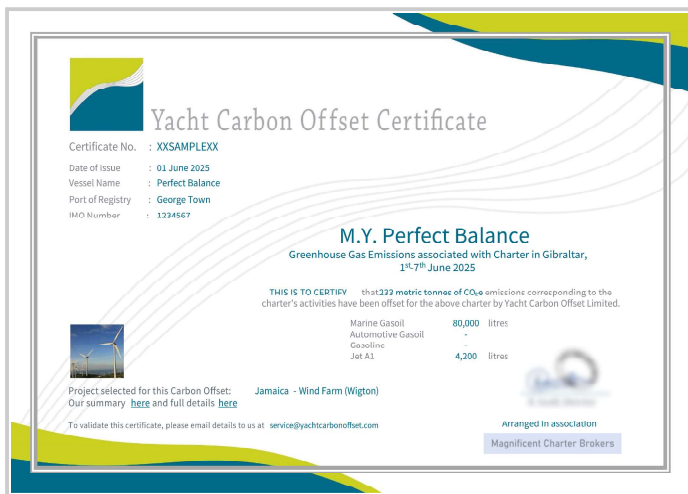 Yacht Carbon Offset Certificate
Certificate No. : XXSAMPLEXX
Date of Issue : 01 June 2025
Vessel Name : Perfect Balance
Port of Registry : George Town
IMO Number : 1234567
M.Y. Perfect Balance
Greenhouse Gas Emissions associated with Charter in Gibraltar,
1st-7th June 2025
THIS IS TO CERTIFY that 222 metric tonnes of CO₂e emissions corresponding to the
charter's activities have been offset for the above charter by Yacht Carbon Offset Limited.
Marine Gasoil 80,000 litres
Automotive Gasoil -
Gasoline -
Jet A1 4,200 litres
Project selected for this Carbon Offset: Jamaica - Wind Farm (Wigton)
Our summary here and full details here
To validate this certificate, please email details to us at service@yachtcarbonoffset.com
Arranged in association
Magnificent Charter Brokers